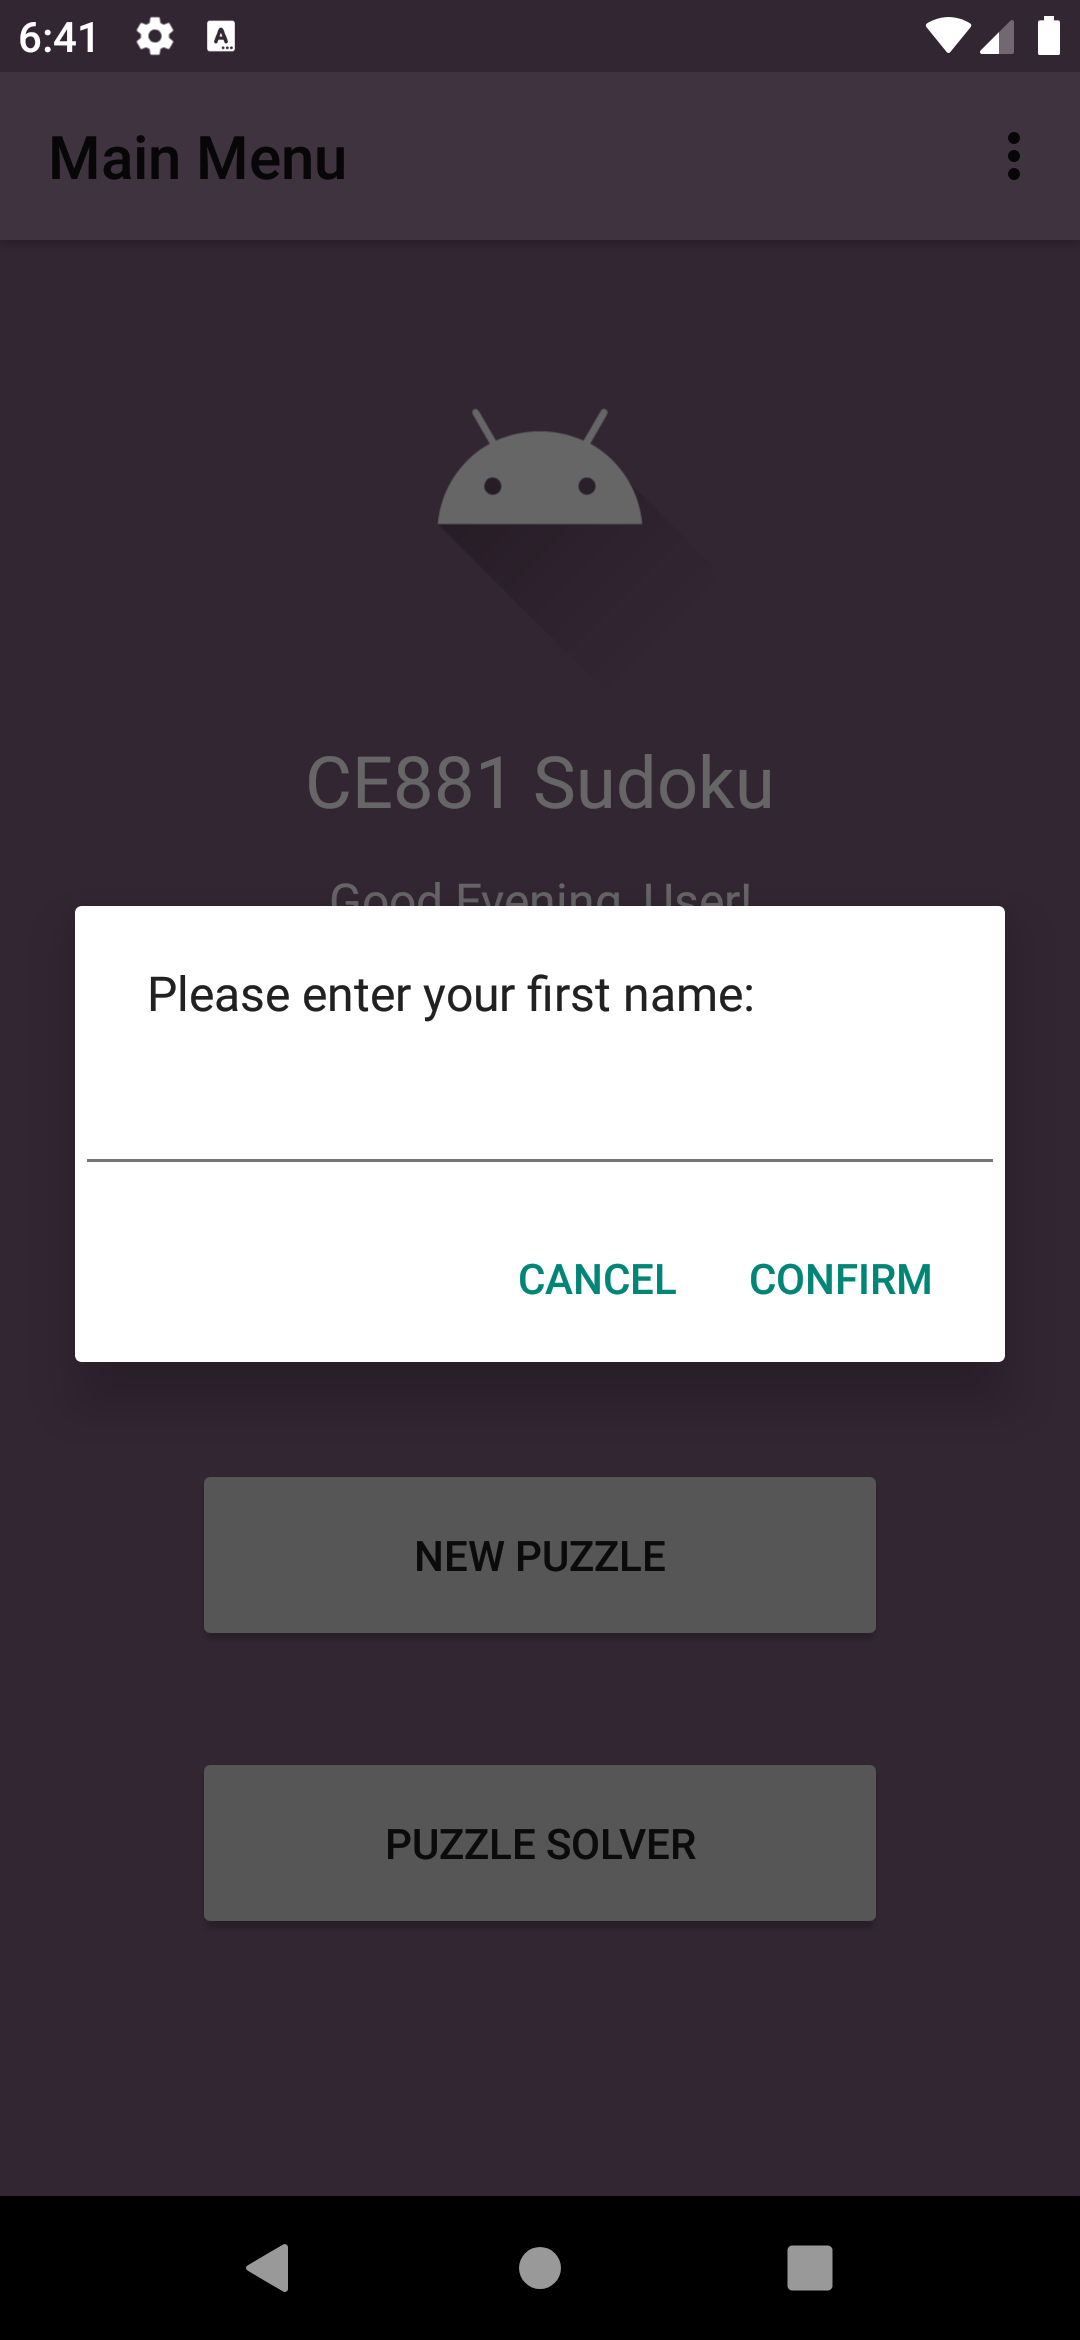 6:41
Main Menu
CE881 Sudoku
Good Evening, User!
Please enter your first name:
CANCEL CONFIRM
NEW PUZZLE
PUZZLE SOLVER